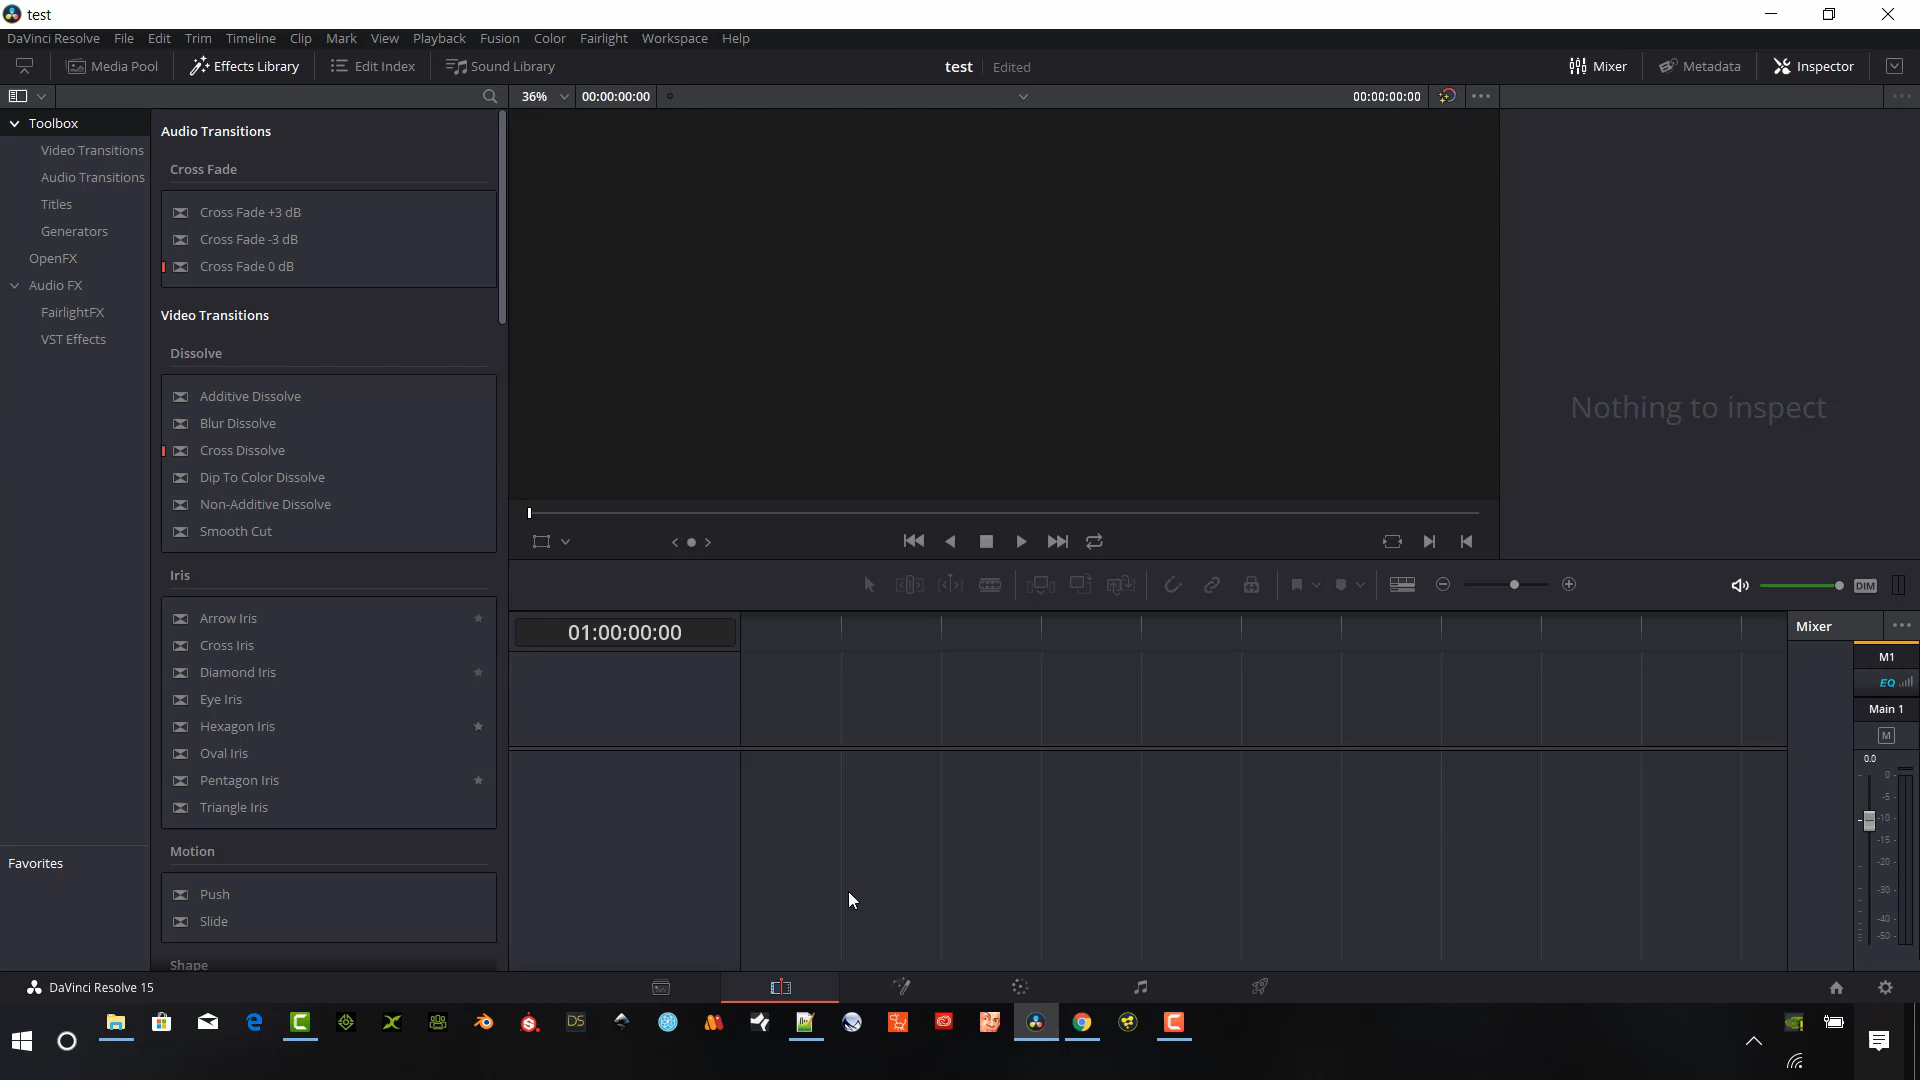 test
DaVinci Resolve File Edit Trim Timeline Clip Mark View Playback Fusion Color Fairlight Workspace Help
Media Pool Effects Library Edit Index Sound Library test Edited Mixer Metadata Inspector
36% 00:00:00:00 00:00:00:00
Toolbox
Video Transitions
Audio Transitions
Titles
Generators
OpenFX
Audio FX
FairlightFX
VST Effects
Favorites
Audio Transitions
Cross Fade
Cross Fade +3 dB
Cross Fade -3 dB
Cross Fade 0 dB
Video Transitions
Dissolve
Additive Dissolve
Blur Dissolve
Cross Dissolve
Dip To Color Dissolve
Non-Additive Dissolve
Smooth Cut
Iris
Arrow Iris
Cross Iris
Diamond Iris
Eye Iris
Hexagon Iris
Oval Iris
Pentagon Iris
Triangle Iris
Motion
Push
Slide
Shape
Nothing to inspect
DIM
01:00:00:00
Mixer
M1
EQ
Main 1
M
0.0
0
-5
-10
-15
-20
-30
-40
-50
DaVinci Resolve 15
DS